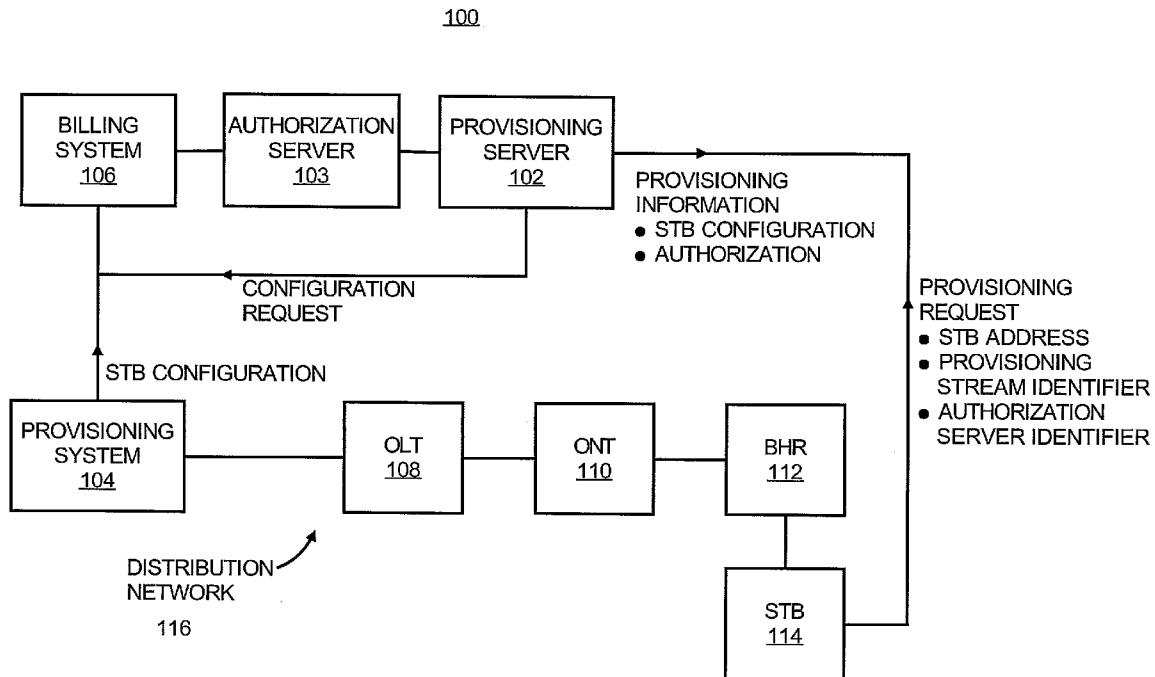 100
BILLING
SYSTEM
106
AUTHORIZATION
SERVER
103
PROVISIONING
SERVER
102
PROVISIONING
INFORMATION
● STB CONFIGURATION
● AUTHORIZATION
CONFIGURATION
REQUEST
PROVISIONING
REQUEST
● STB ADDRESS
● PROVISIONING
STREAM IDENTIFIER
● AUTHORIZATION
SERVER IDENTIFIER
STB CONFIGURATION
PROVISIONING
SYSTEM
104
OLT
108
ONT
110
BHR
112
DISTRIBUTION
NETWORK
116
STB
114